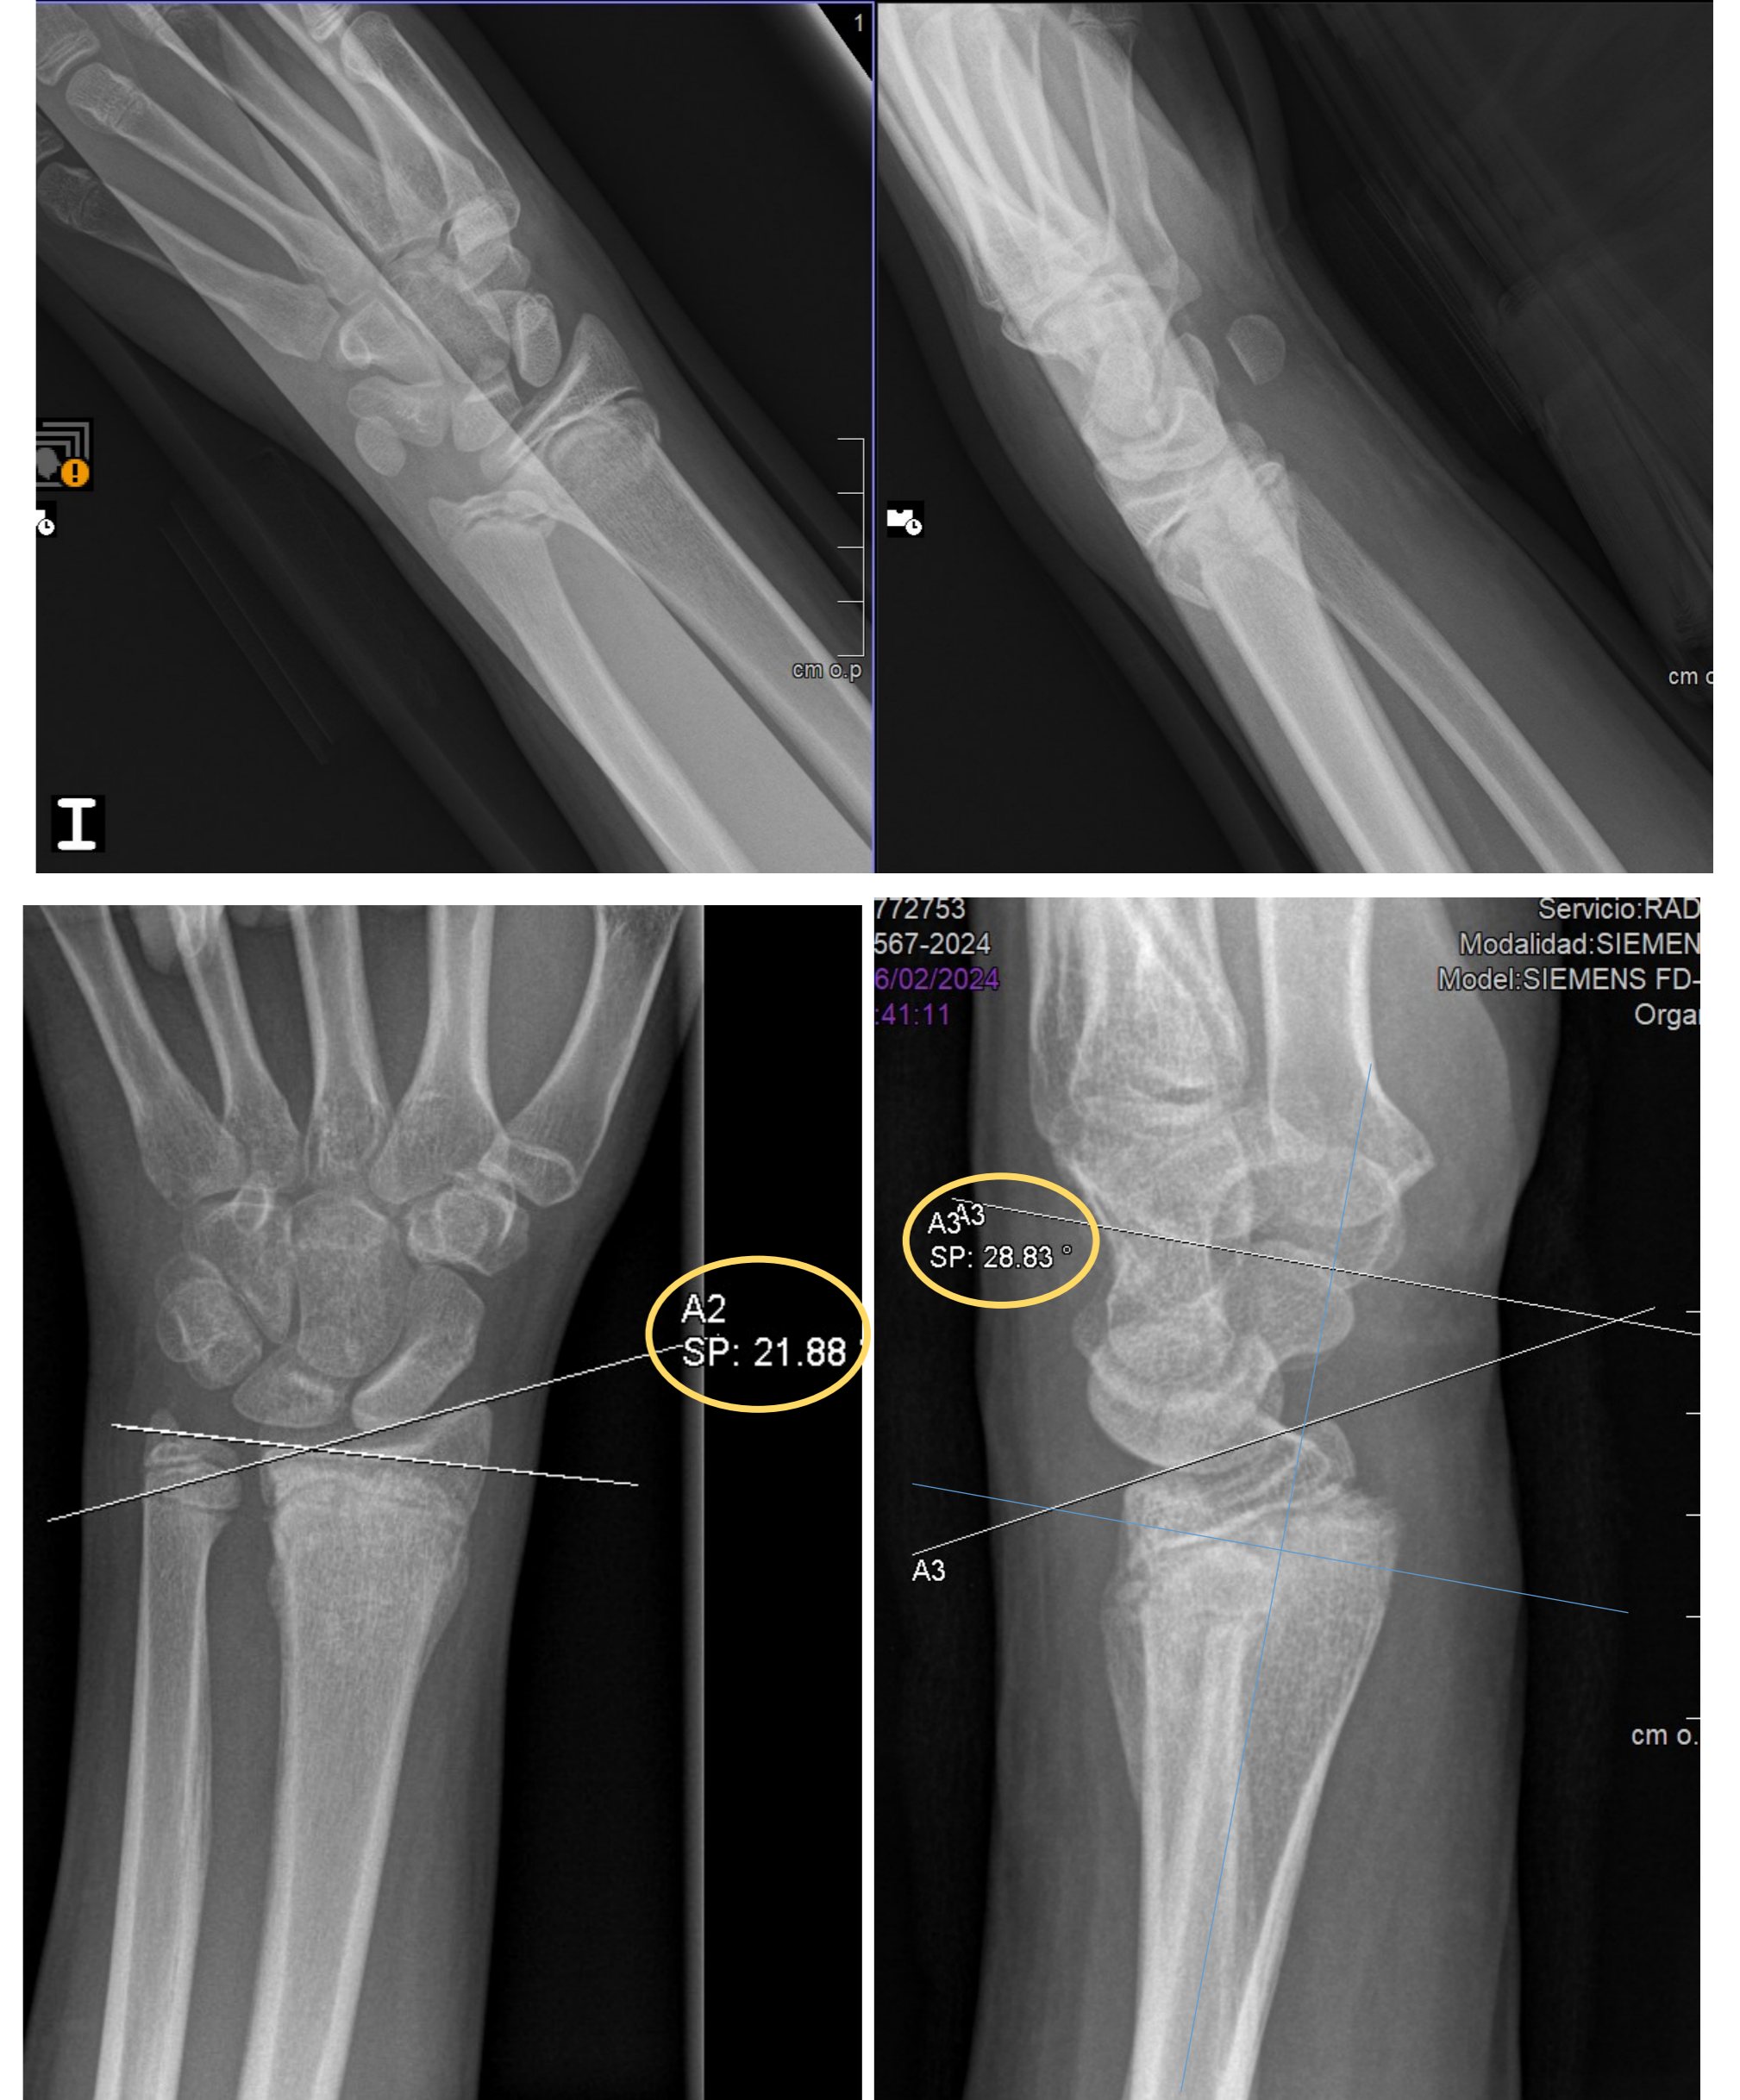 1
cm o.p
cm o
I
A2
SP: 21.88
772753
567-2024
6/02/2024
:41:11
Servicio:RAD
Modalidad:SIEMEN
Model:SIEMENS FD-
Orga
A3
A3
SP: 28.83 °
A3
cm o.